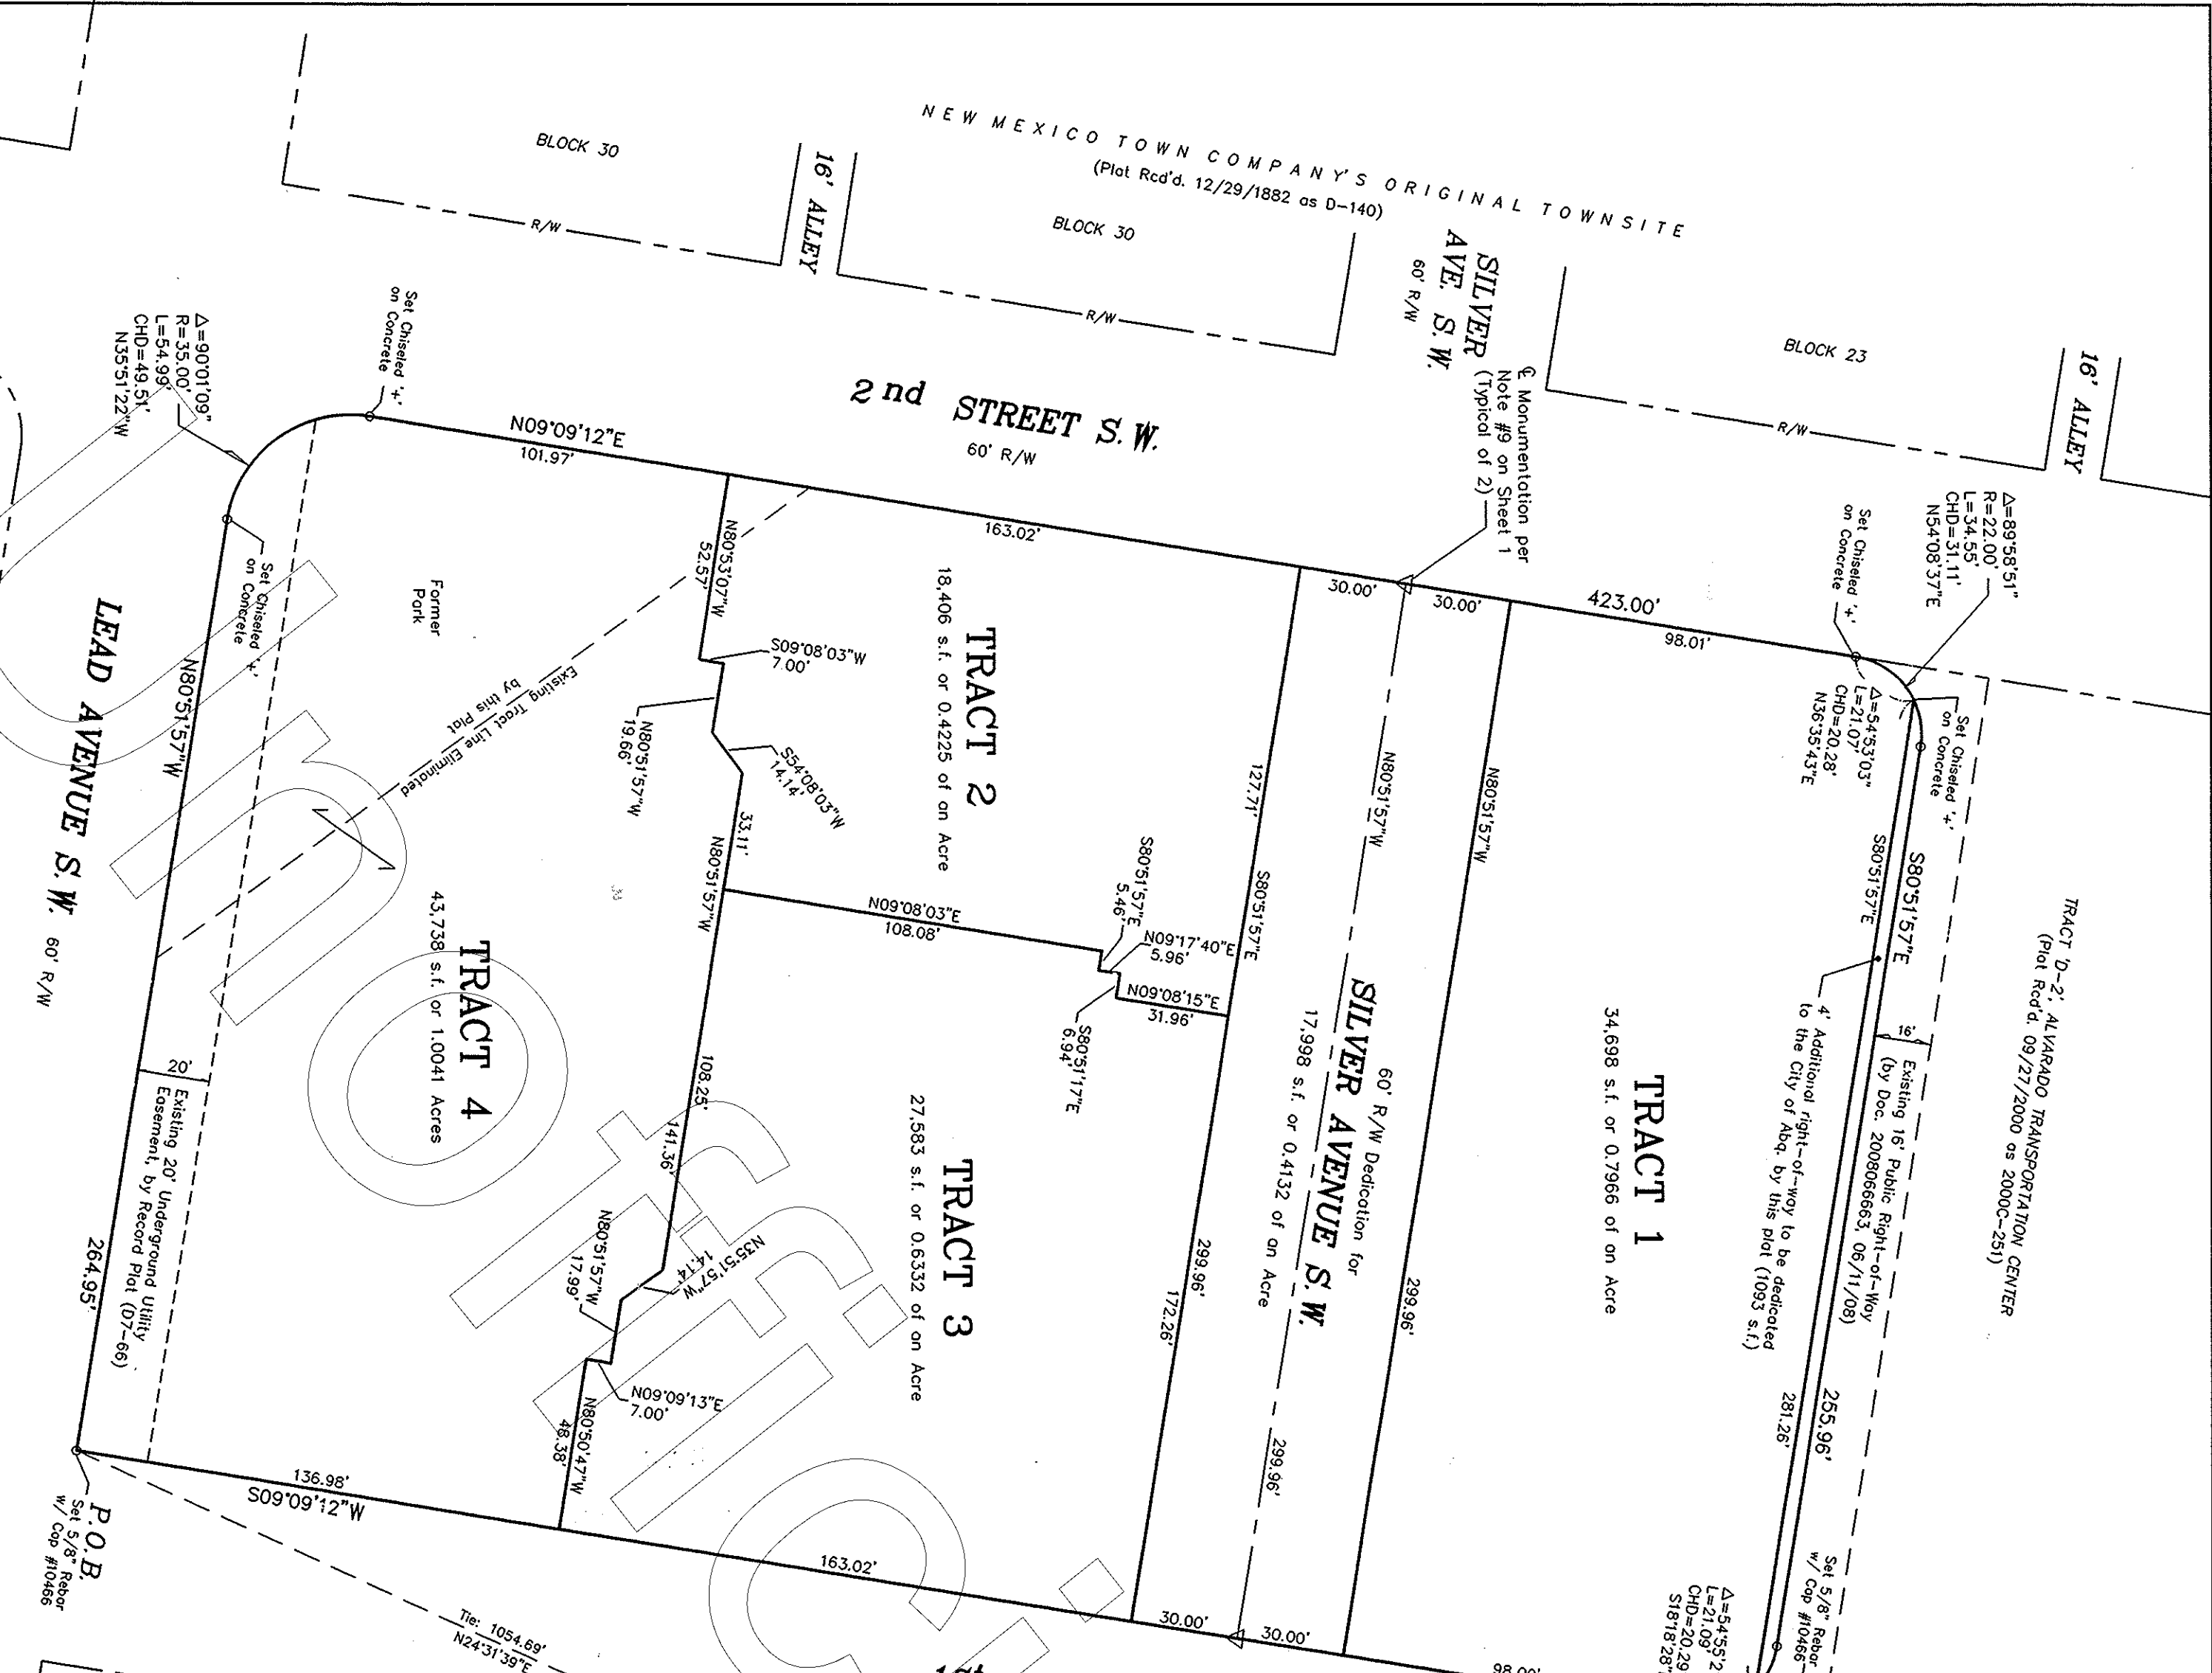 NEW MEXICO TOWN COMPANY'S ORIGINAL TOWNSITE
(Plat Rcd'd. 12/29/1882 as D-140)
BLOCK 30
16' ALLEY
BLOCK 30
SILVER
AVE. S.W.
60' R/W
BLOCK 23
16' ALLEY
R/W
R/W
R/W
℄ Monumentation per
Note #9 on Sheet 1
(Typical of 2)
2nd STREET S.W.
60' R/W
Set Chiseled '+'
on Concrete
Δ=90°01'09"
R=35.00'
L=54.99'
CHD=49.51'
N35°51'22"W
N09°09'12"E
101.97'
163.02'
30.00'
30.00'
423.00'
98.01'
Set Chiseled '+'
on Concrete
Δ=89°58'51"
R=22.00'
L=34.55'
CHD=31.11'
N54°08'37"E
Δ=54°53'03"
L=21.07'
CHD=20.28'
N36°35'43"E
Set Chiseled '+'
on Concrete
Set Chiseled '+'
on Concrete
Former
Park
N80°53'07"W
52.57'
S09°08'03"W
7.00'
N80°51'57"W
19.66'
S54°08'03"W
14.14'
33.11'
N80°51'57"W
Existing Tract Line Eliminated
by this Plat
TRACT 2
18,406 s.f. or 0.4225 of an Acre
127.71'
S80°51'57"E
N80°51'57"W
N80°51'57"W
S80°51'57"E
S80°51'57"E
TRACT 'D-2', ALVARADO TRANSPORTATION CENTER
(Plat Rcd'd. 09/27/2000 as 2000C-251)
16'
Existing 16' Public Right-of-Way
(by Doc. 2008066663, 06/11/08)
4' Additional right-of-way to be dedicated
to the City of Abq. by this plat (1093 s.f.)
N09°08'03"E
108.08'
S80°51'57"E
5.46'
N09°17'40"E
5.96'
N09°08'15"E
31.96'
S80°51'17"E
6.94'
LEAD AVENUE S.W. 60' R/W
N80°51'57"W
264.95'
TRACT 4
43,738 s.f. or 1.0041 Acres
20'
Existing 20' Underground Utility
Easement, by Record Plat (D7-66)
108.25'
141.36'
N35°51'57"W
14.14'
N80°51'57"W
17.99'
N09°09'13"E
7.00'
N80°50'47"W
48.38'
TRACT 3
27,583 s.f. or 0.6332 of an Acre
299.96'
172.26'
60' R/W Dedication for
SILVER AVENUE S.W.
17,998 s.f. or 0.4132 of an Acre
299.96'
299.96'
TRACT 1
34,698 s.f. or 0.7966 of an Acre
281.26'
255.96'
136.98'
S09°09'12"W
163.02'
30.00'
30.00'
98.00'
P.O.B.
Set 5/8" Rebar
w/ Cap #10466
Tie: 1054.69'
N24°31'39"E
Set 5/8" Rebar
w/ Cap #10466
Δ=54°55'2
L=21.09'
CHD=20.29
S18°18'28"
1st